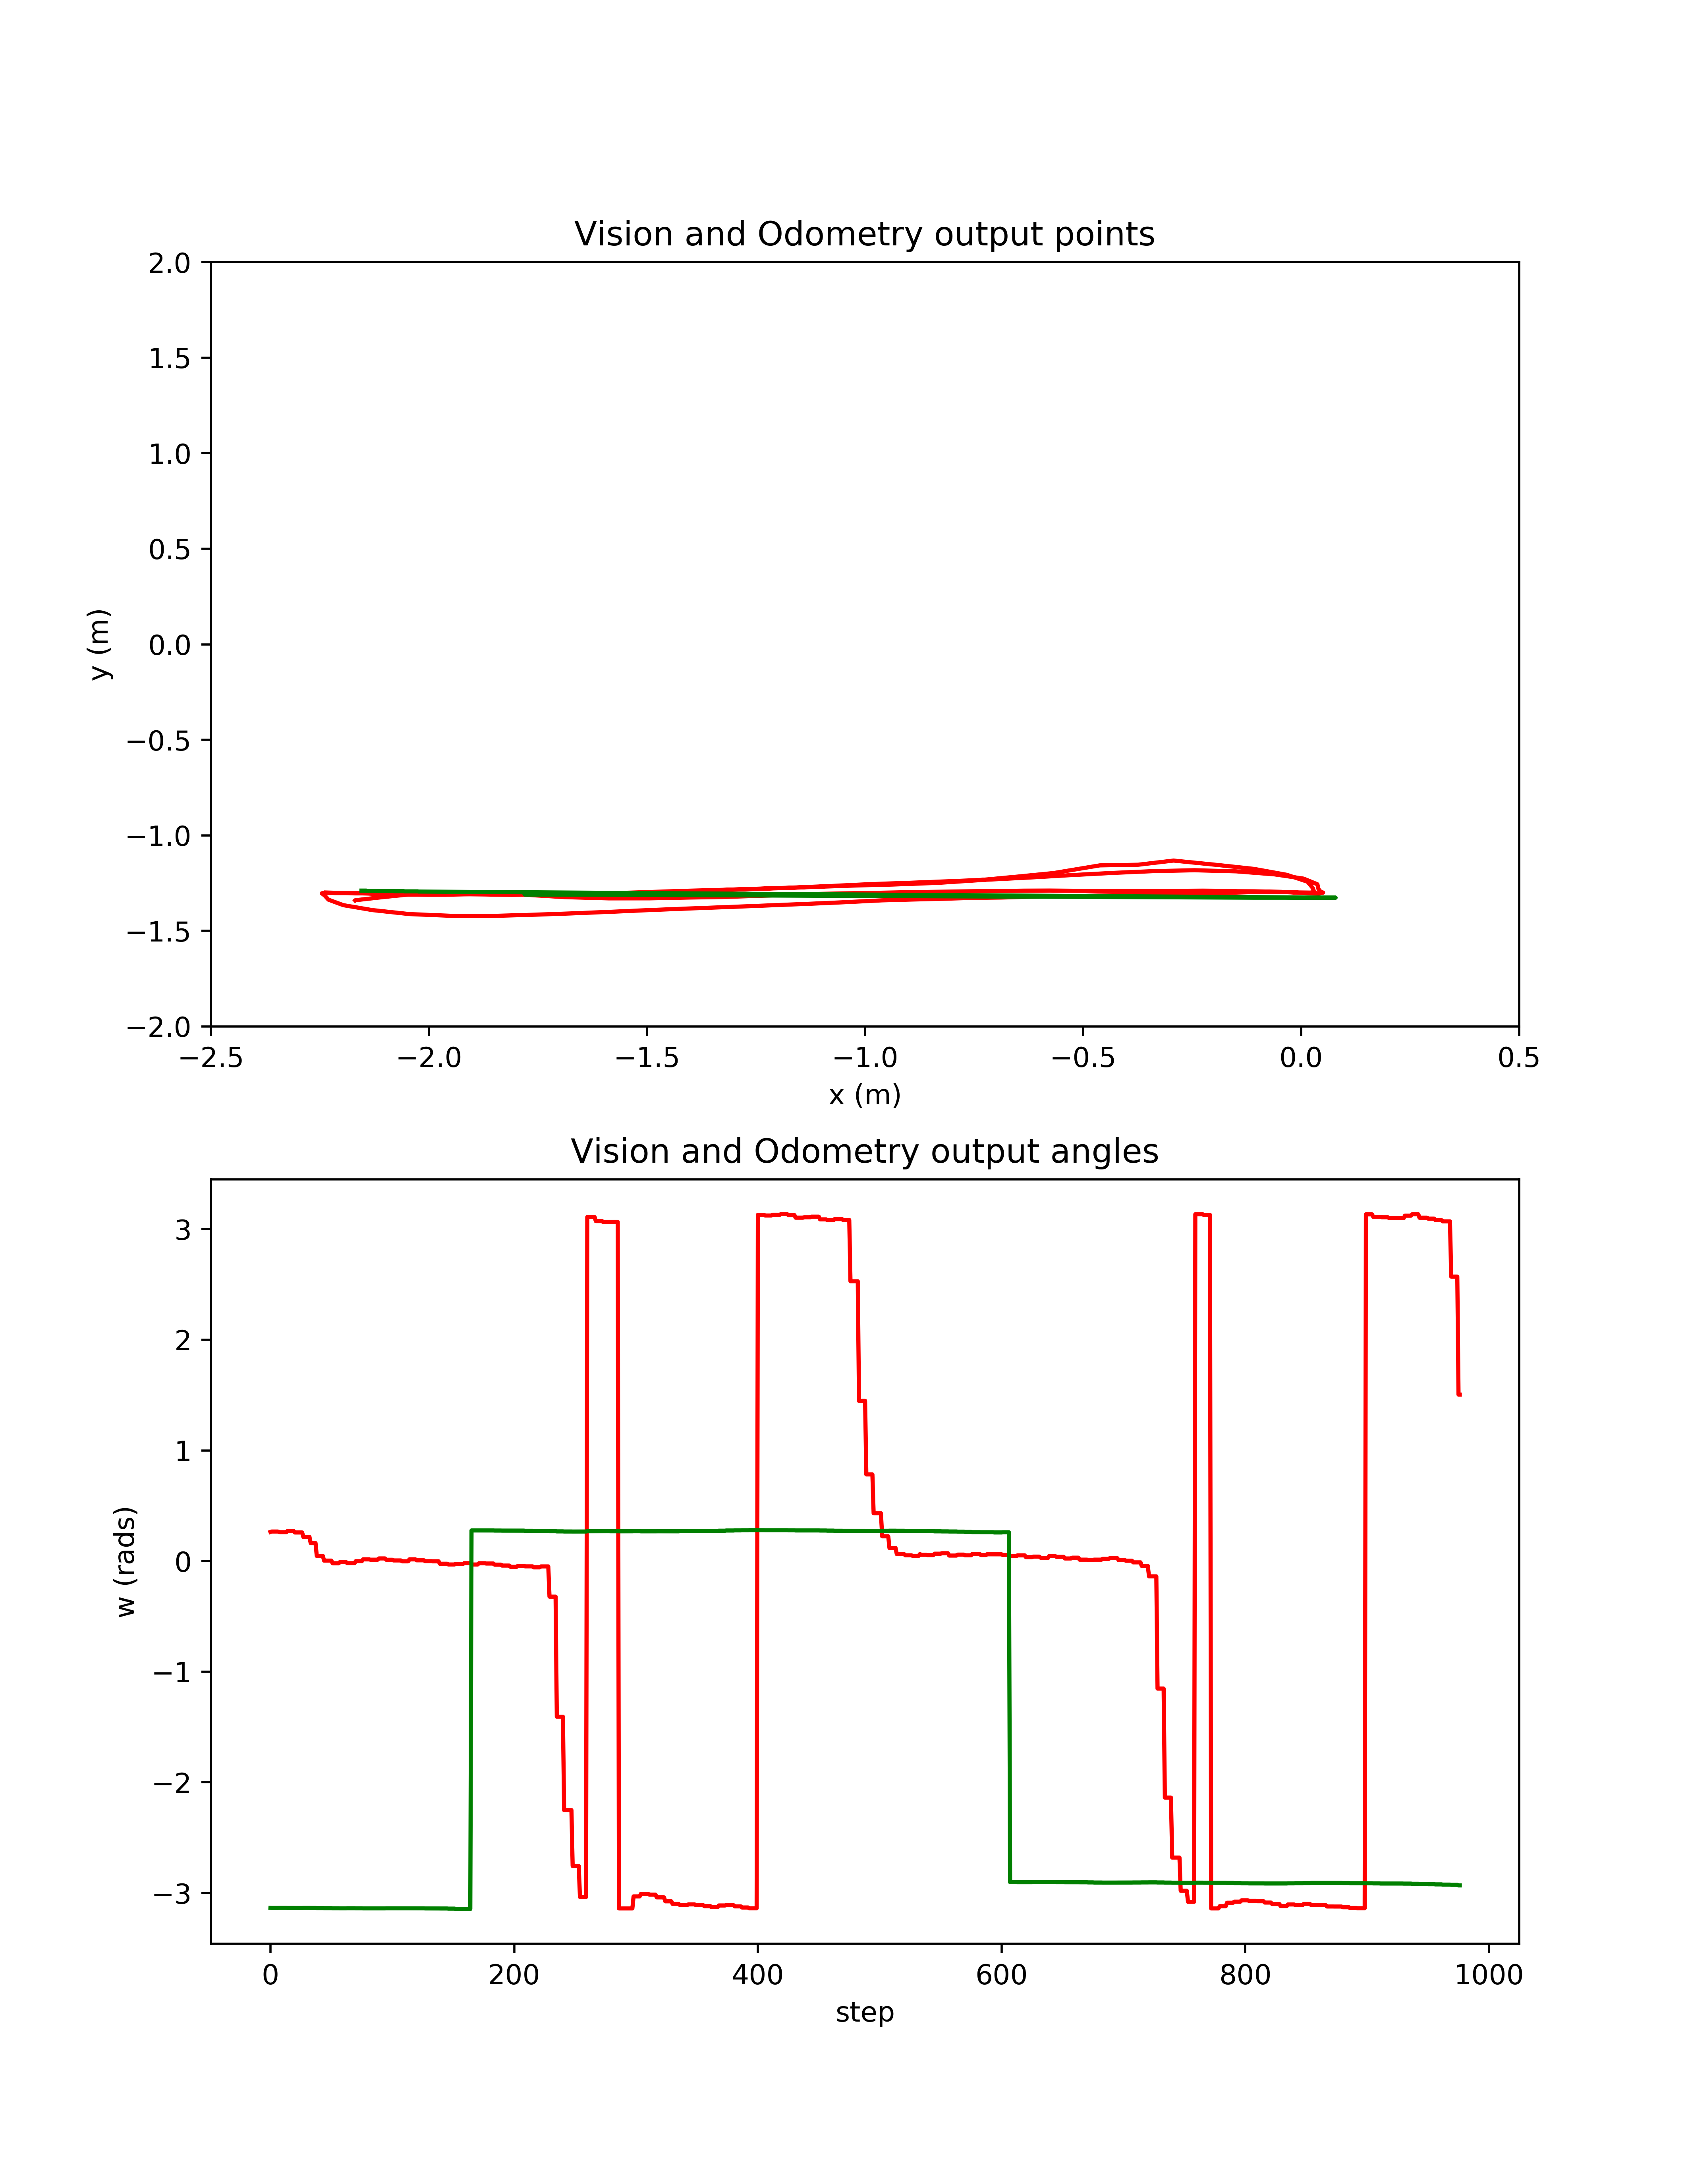 Vision and Odometry output points
2.0
1.5
1.0
0.5
0.0
−0.5
−1.0
−1.5
−2.0
y (m)
−2.5 −2.0 −1.5 −1.0 −0.5 0.0 0.5
x (m)
Vision and Odometry output angles
3
2
1
0
−1
−2
−3
w (rads)
0 200 400 600 800 1000
step